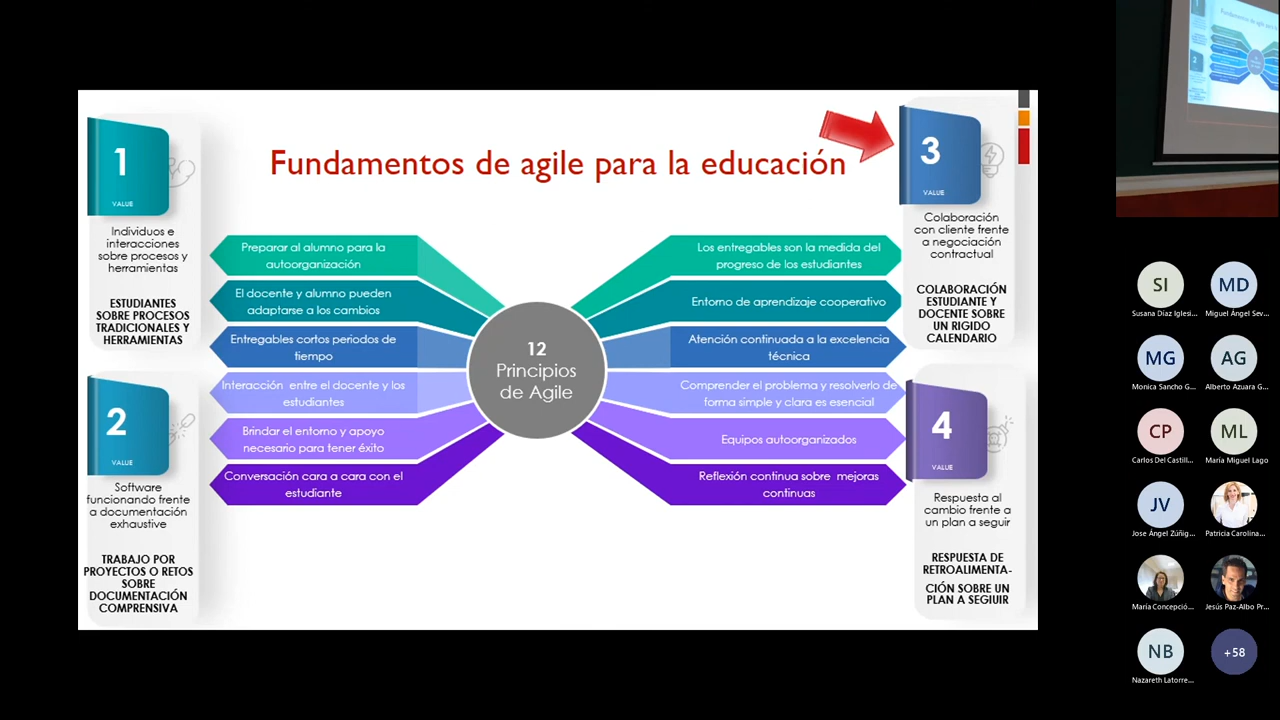 Fundamentos de agile para la educación
1
VALUE
Individuos e
interacciones
sobre procesos y
herramientas
ESTUDIANTES
SOBRE PROCESOS
TRADICIONALES Y
HERRAMIENTAS
2
VALUE
Software
funcionando frente
a documentación
exhaustive
TRABAJO POR
PROYECTOS O RETOS
SOBRE
DOCUMENTACIÓN
COMPRENSIVA
Preparar al alumno para la
autoorganización
El docente y alumno pueden
adaptarse a los cambios
Entregables cortos periodos de
tiempo
Interacción entre el docente y los
estudiantes
Brindar el entorno y apoyo
necesario para tener éxito
Conversación cara a cara con el
estudiante
12
Principios
de Agile
Los entregables son la medida del
progreso de los estudiantes
Entorno de aprendizaje cooperativo
Atención continuada a la excelencia
técnica
Comprender el problema y resolverlo de
forma simple y clara es esencial
Equipos autoorganizados
Reflexión continua sobre mejoras
continuas
3
VALUE
Colaboración
con cliente frente
a negociación
contractual
COLABORACIÓN
ESTUDIANTE Y
DOCENTE SOBRE
UN RIGIDO
CALENDARIO
4
VALUE
Respuesta al
cambio frente a
un plan a seguir
RESPUESTA DE
RETROALIMENTA-
CIÓN SOBRE UN
PLAN A SEGIUIR
SI
Susana Díaz Iglesi...
MD
Miguel Ángel Sev...
MG
Monica Sancho G...
AG
Alberto Azuara G...
CP
Carlos Del Castill...
ML
María Miguel Lago
JV
Jose Ángel Zúñig...
Patricia Carolina...
María Concepció...
Jesús Paz-Albo Pr...
NB
Nazareth Latorre...
+58